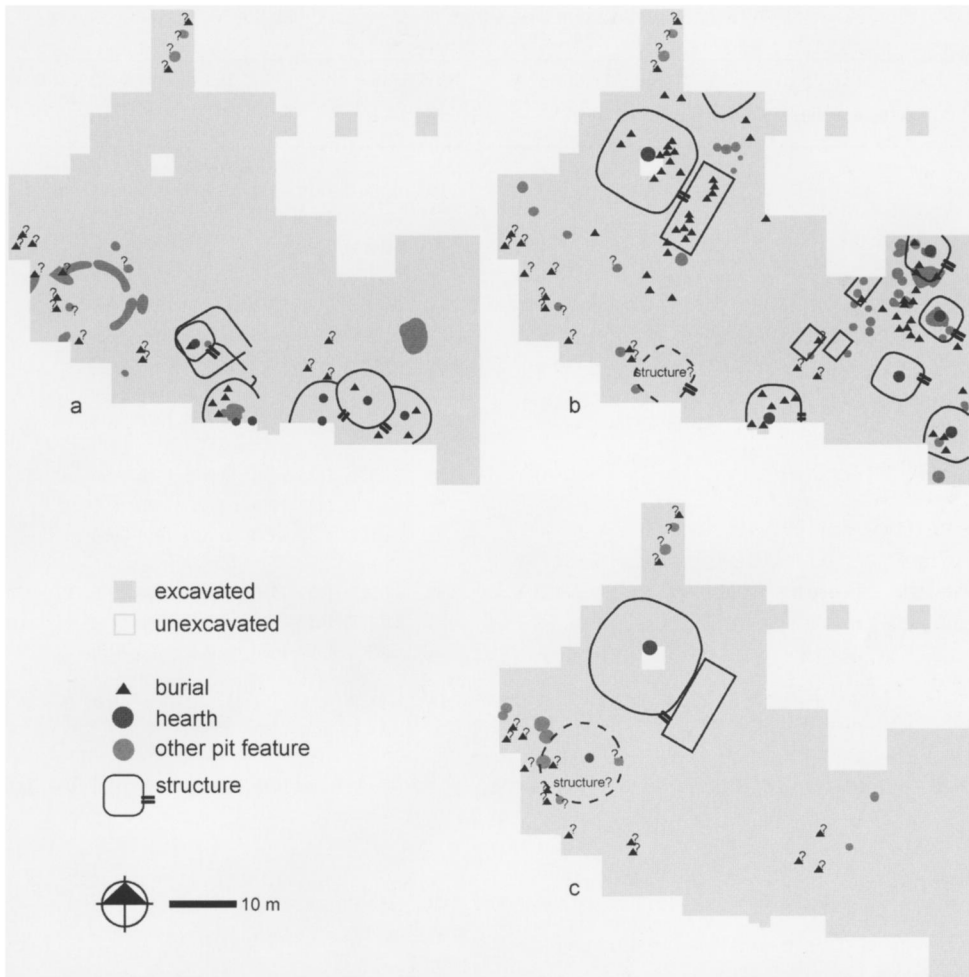 a
b
structure?
excavated
unexcavated
burial
hearth
other pit feature
structure
10 m
structure?
c